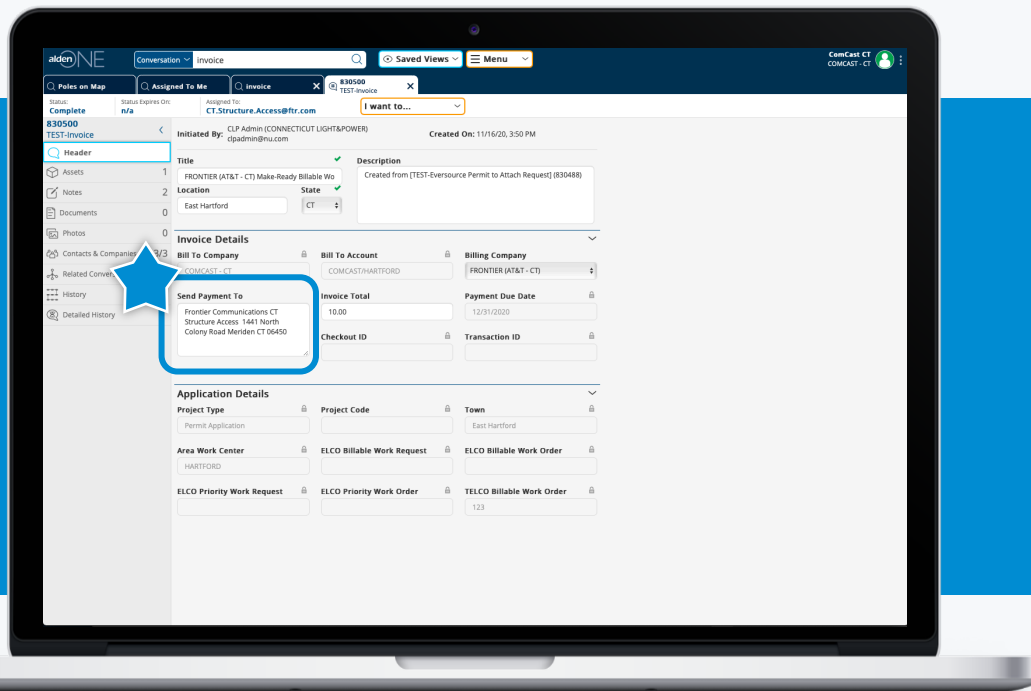 alden ONE
Conversation
invoice
Saved Views
Menu
ComCast CT
COMCAST - CT
Poles on Map
Assigned To Me
invoice
830500
TEST-Invoice
Status:
Complete
Status Expires On:
n/a
Assigned To:
CT.Structure.Access@ftr.com
I want to...
830500
TEST-Invoice
Header
Assets 1
Notes 2
Documents 0
Photos 0
Contacts & Companies 3/3
Related
History
Detailed History
Initiated By: CLP Admin (CONNECTICUT LIGHT&POWER)
clpadmin@nu.com
Created On: 11/16/20, 3:50 PM
Title
FRONTIER (AT&T - CT) Make-Ready Billable Wo
Description
Created from [TEST-Eversource Permit to Attach Request] (830488)
Location
East Hartford
State
CT
Invoice Details
Bill To Company
COMCAST - CT
Bill To Account
COMCAST/HARTFORD
Billing Company
FRONTIER (AT&T - CT)
Send Payment To
Frontier Communications CT
Structure Access 1441 North
Colony Road Meriden CT 06450
Invoice Total
10.00
Payment Due Date
12/31/2020
Checkout ID
Transaction ID
Application Details
Project Type
Permit Application
Project Code
Town
East Hartford
Area Work Center
HARTFORD
ELCO Billable Work Request
ELCO Billable Work Order
ELCO Priority Work Request
ELCO Priority Work Order
TELCO Billable Work Order
123